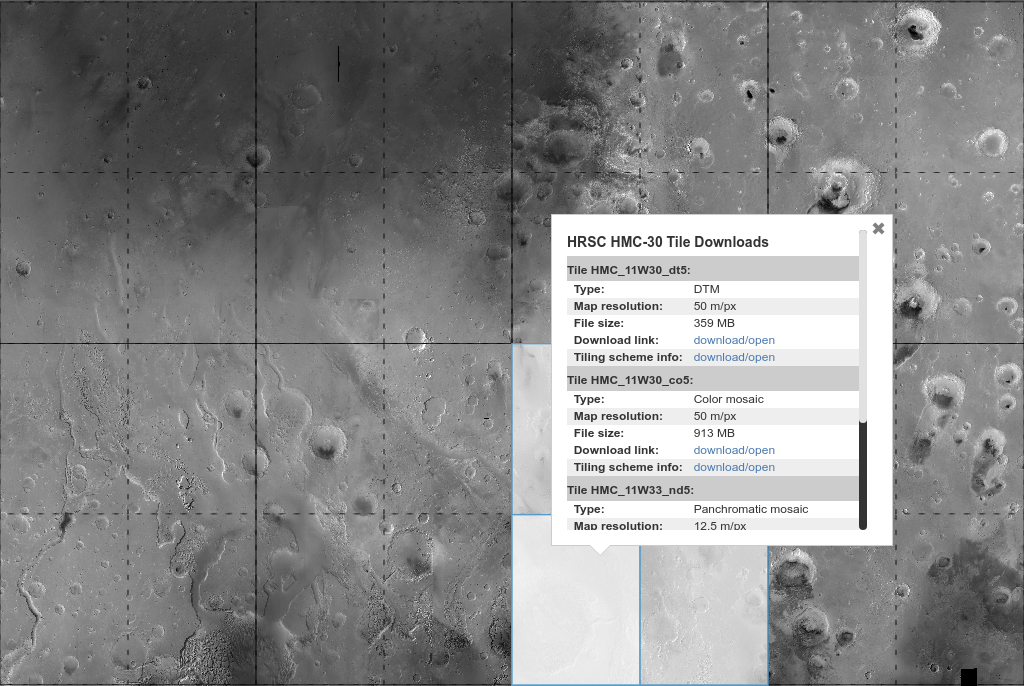 HRSC HMC-30 Tile Downloads
Tile HMC_11W30_dt5:
Type: DTM
Map resolution: 50 m/px
File size: 359 MB
Download link: download/open
Tiling scheme info: download/open
Tile HMC_11W30_co5:
Type: Color mosaic
Map resolution: 50 m/px
File size: 913 MB
Download link: download/open
Tiling scheme info: download/open
Tile HMC_11W33_nd5:
Type: Panchromatic mosaic
Map resolution: 12.5 m/px